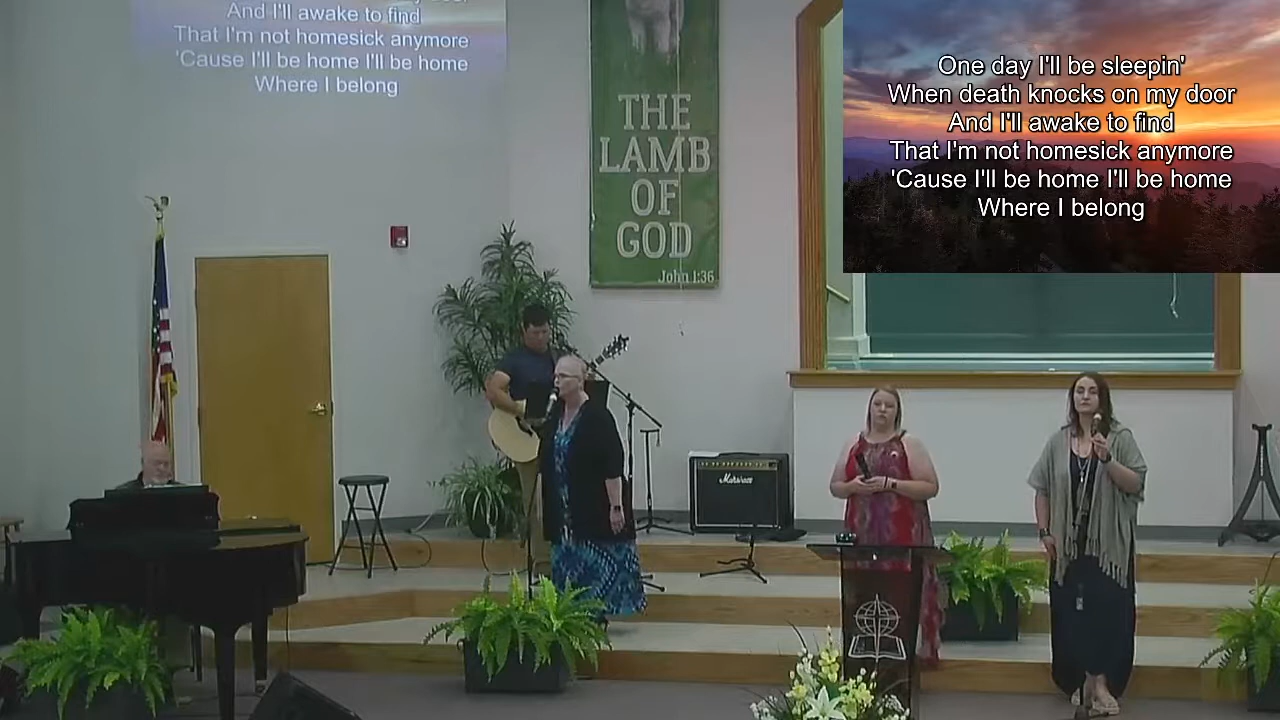 And I'll awake to find
That I'm not homesick anymore
'Cause I'll be home I'll be home
Where I belong
THE
LAMB
OF
GOD
John 1:36
One day I'll be sleepin'
When death knocks on my door
And I'll awake to find
That I'm not homesick anymore
'Cause I'll be home I'll be home
Where I belong
Marshall